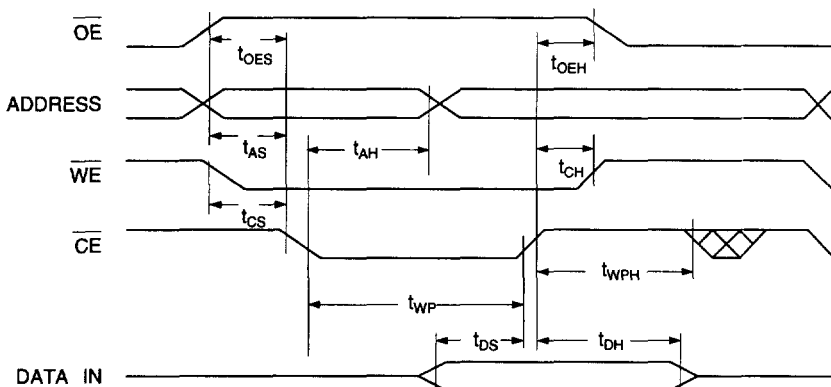 OE
tOES
tOEH
ADDRESS
tAS
tAH
WE
tCH
tCS
CE
tWPH
tWP
tDS
tDH
DATA IN